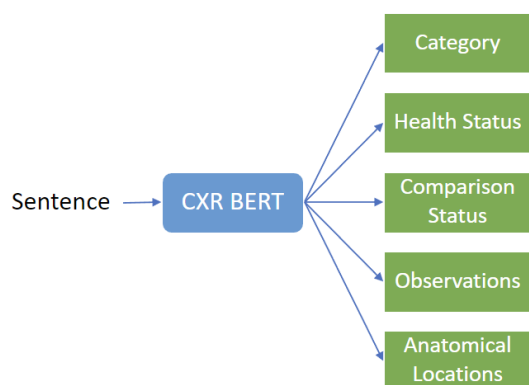 Sentence
CXR BERT
Category
Health Status
Comparison
Status
Observations
Anatomical
Locations